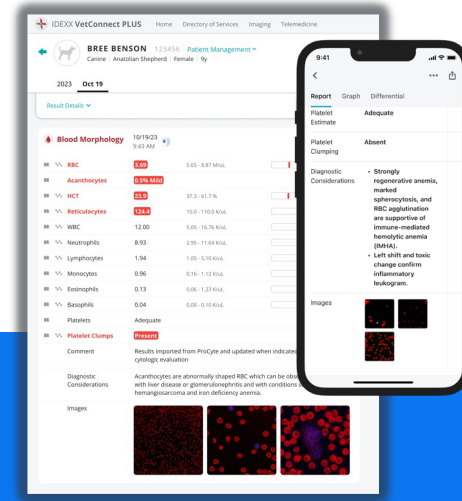 IDEXX VetConnect PLUS Home Directory of Services Imaging Telemedicine
BREE BENSON 123456 Patient Management
Canine Anatolian Shepherd Female 9y
2023 Oct 19
Result Details
Blood Morphology 10/19/23
9:43 AM
RBC 3.69 5.65 - 8.87 M/uL
Acanthocytes 0.5% Mild
HCT 23.9 37.3 - 61.7 %
Reticulocytes 124.4 10.0 - 110.0 K/uL
WBC 12.00 5.05 - 16.76 K/uL
Neutrophils 8.93 2.95 - 11.64 K/uL
Lymphocytes 1.94 1.05 - 5.10 K/uL
Monocytes 0.96 0.16 - 1.12 K/uL
Eosinophils 0.13 0.06 - 1.23 K/uL
Basophils 0.04 0.00 - 0.10 K/uL
Platelets Adequate
Platelet Clumps Present
Comment Results imported from ProCyte and updated when indicated
cytologic evaluation
Diagnostic Acanthocytes are abnormally shaped RBC which can be
Considerations with liver disease or glomerulonephritis and with conditions
hemangiosarcoma and iron deficiency anemia.
Images
9:41
Report Graph Differential
Platelet Adequate
Estimate
Platelet Absent
Clumping
Diagnostic • Strongly
Considerations regenerative anemia,
marked
spherocytosis, and
RBC agglutination
are supportive of
immune-mediated
hemolytic anemia
(IMHA).
• Left shift and toxic
change confirm
inflammatory
leukogram.
Images